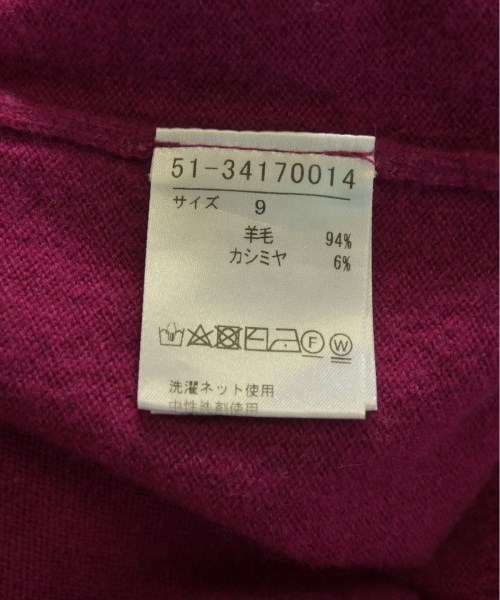 51-34170014
サイズ 9
羊毛 94%
カシミヤ 6%
F W
洗濯ネット使用
中性洗剤使用